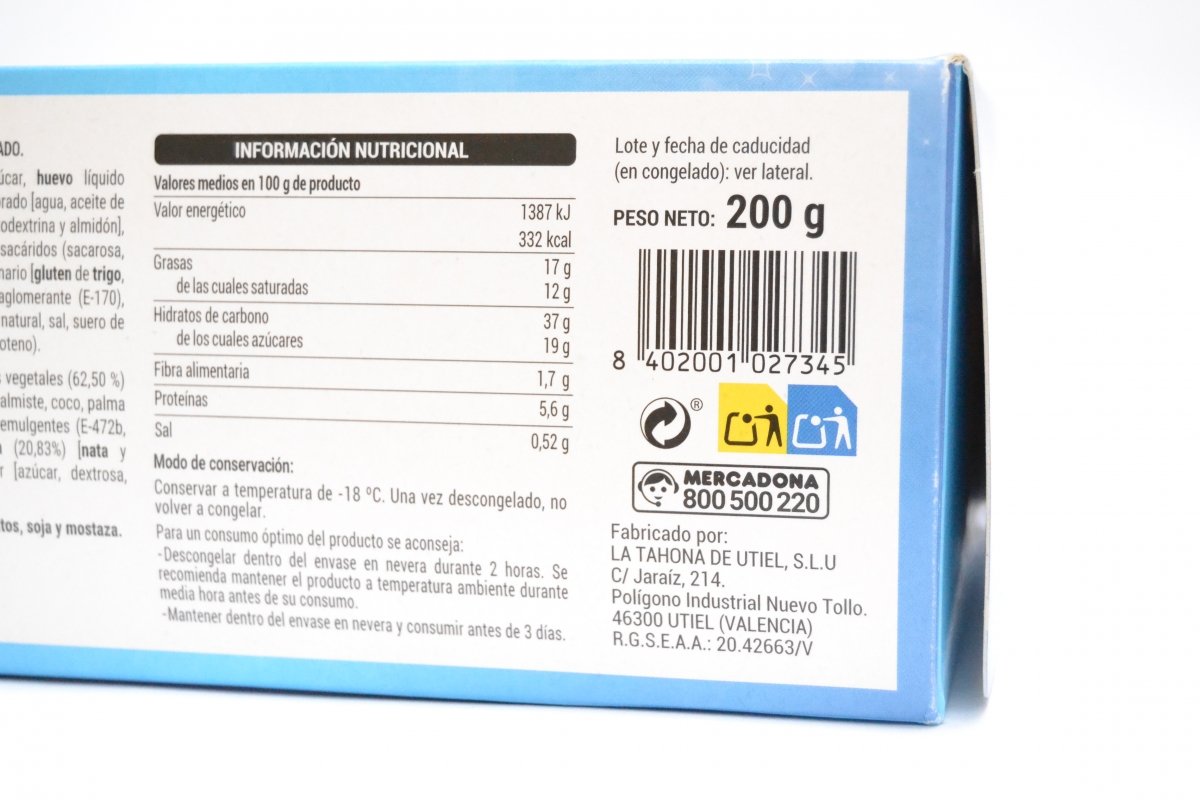 ADO.
úcar, huevo líquido
orado [agua, aceite de
odextrina y almidón],
sacáridos (sacarosa,
nario [gluten de trigo,
aglomerante (E-170),
natural, sal, suero de
oteno).
s vegetales (62,50 %)
almiste, coco, palma
emulgentes (E-472b,
(20,83%) [nata y
r [azúcar, dextrosa,
tos, soja y mostaza.
INFORMACIÓN NUTRICIONAL
Valores medios en 100 g de producto
Valor energético 1387 kJ
332 kcal
Grasas 17 g
de las cuales saturadas 12 g
Hidratos de carbono 37 g
de los cuales azúcares 19 g
Fibra alimentaria 1,7 g
Proteínas 5,6 g
Sal 0,52 g
Modo de conservación:
Conservar a temperatura de -18 ºC. Una vez descongelado, no
volver a congelar.
Para un consumo óptimo del producto se aconseja:
-Descongelar dentro del envase en nevera durante 2 horas. Se
recomienda mantener el producto a temperatura ambiente durante
media hora antes de su consumo.
-Mantener dentro del envase en nevera y consumir antes de 3 días.
Lote y fecha de caducidad
(en congelado): ver lateral.
PESO NETO: 200 g
8 402001 027345
®
MERCADONA
800 500 220
Fabricado por:
LA TAHONA DE UTIEL, S.L.U
C/ Jaraíz, 214.
Polígono Industrial Nuevo Tollo.
46300 UTIEL (VALENCIA)
R.G.S.E.A.A.: 20.42663/V